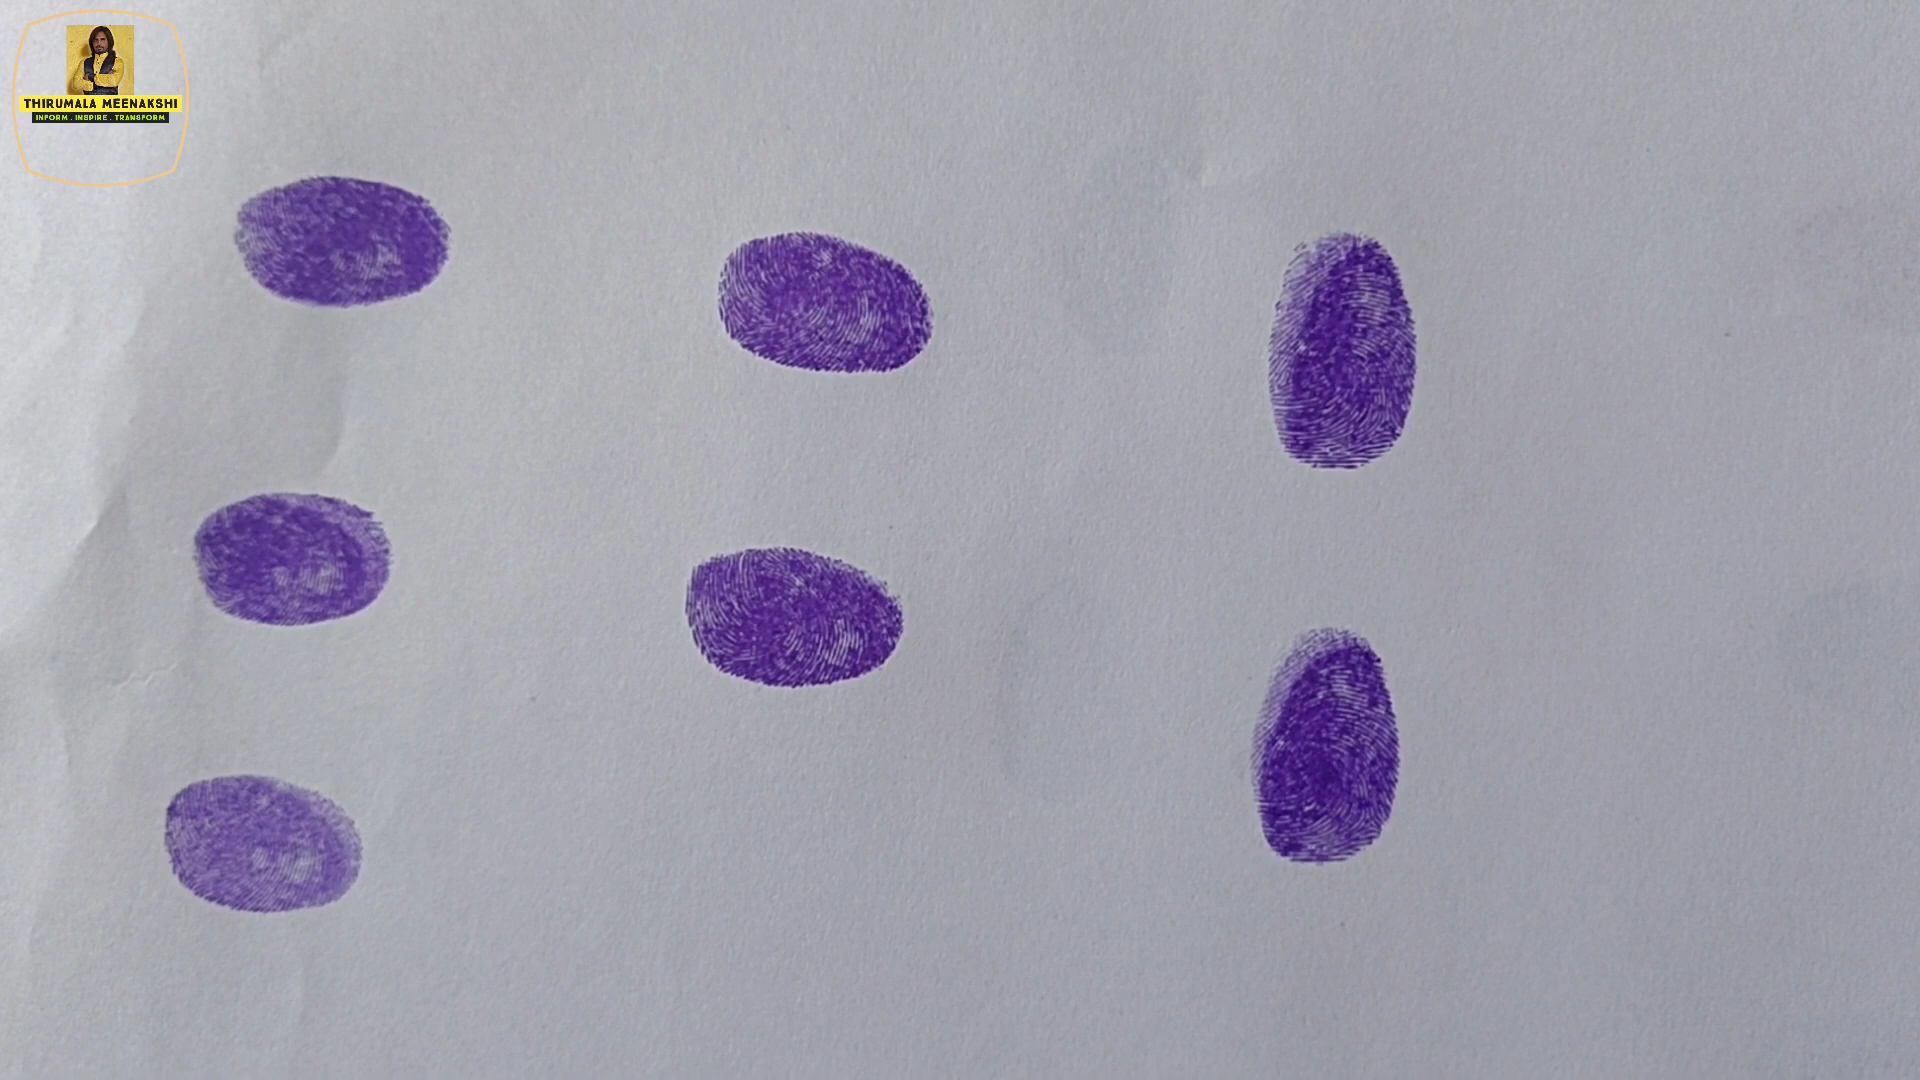 THIRUMALA MEENAKSHI
INFORM . INSPIRE . TRANSFORM